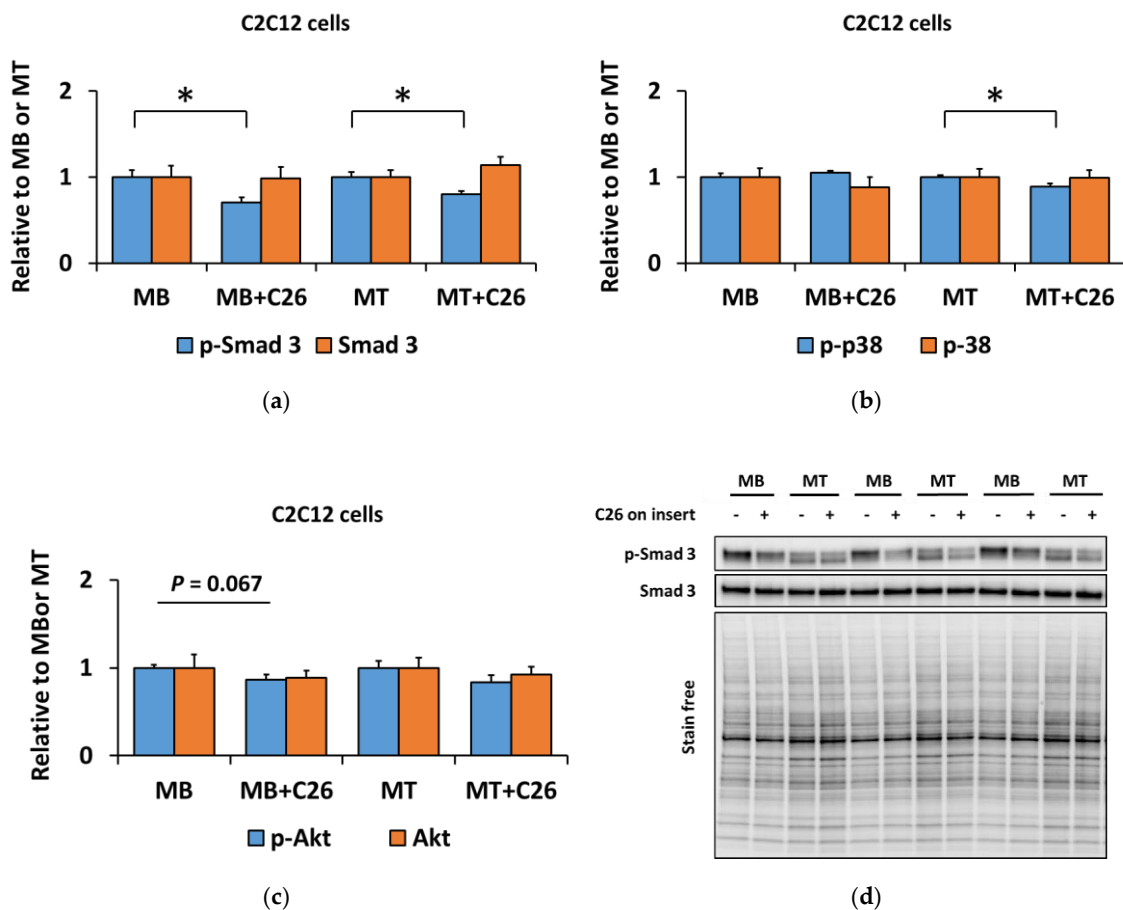 C2C12 cells
Relative to MB or MT
2
*
*
1
0
MB MB+C26 MT MT+C26
p-Smad 3 Smad 3
(a)
C2C12 cells
Relative to MB or MT
2
*
1
0
MB MB+C26 MT MT+C26
p-p38 p-38
(b)
C2C12 cells
Relative to MBor MT
2
P = 0.067
1
0
MB MB+C26 MT MT+C26
p-Akt Akt
(c)
MB MT MB MT MB MT
C26 on insert - + - + - + - + - + - +
p-Smad 3
Smad 3
Stain free
(d)